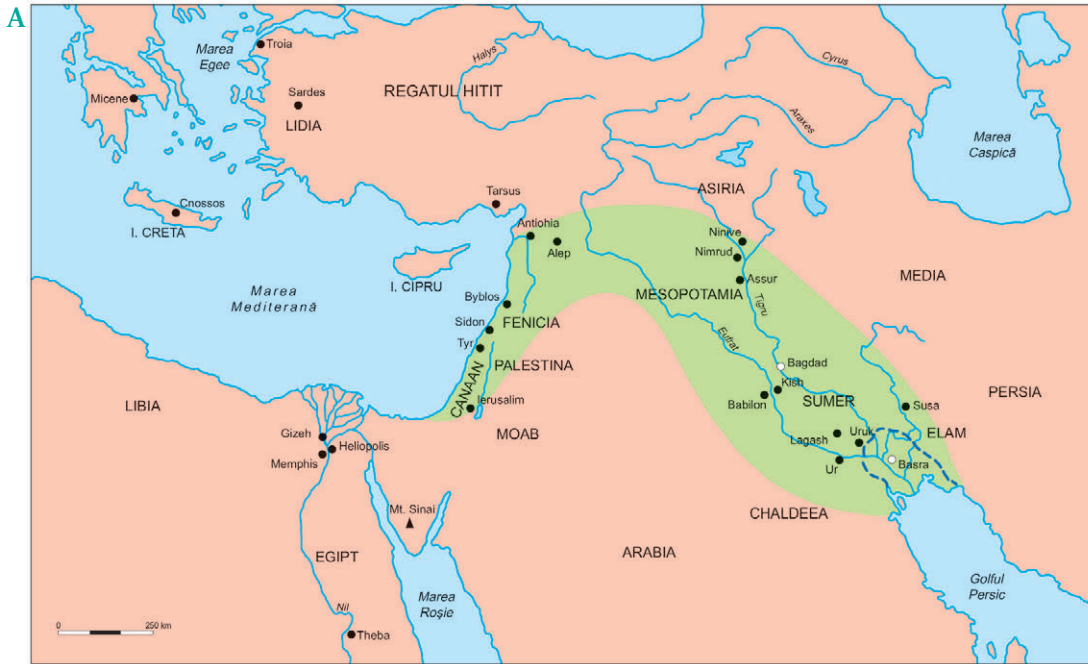 A
Marea
Egee
Troia
Halys
Cyrus
Micene
Sardes
LIDIA
REGATUL HITIT
Araxes
Marea
Caspică
Cnossos
I. CRETA
Tarsus
ASIRIA
Antiohia
Alep
Ninive
Nimrud
Assur
MEDIA
I. CIPRU
Marea
Mediterană
MESOPOTAMIA
Tigru
Byblos
Sidon
FENICIA
Tyr
Eufrat
PALESTINA
CANAAN
Bagdad
Kish
PERSIA
LIBIA
Ierusalim
Babilon
SUMER
Susa
MOAB
Lagash
Uruk
ELAM
Gizeh
Heliopolis
Memphis
Ur
Basra
Mt. Sinai
CHALDEEA
EGIPT
ARABIA
Golful
Persic
Marea
Roşie
Nil
Theba
0
250 km